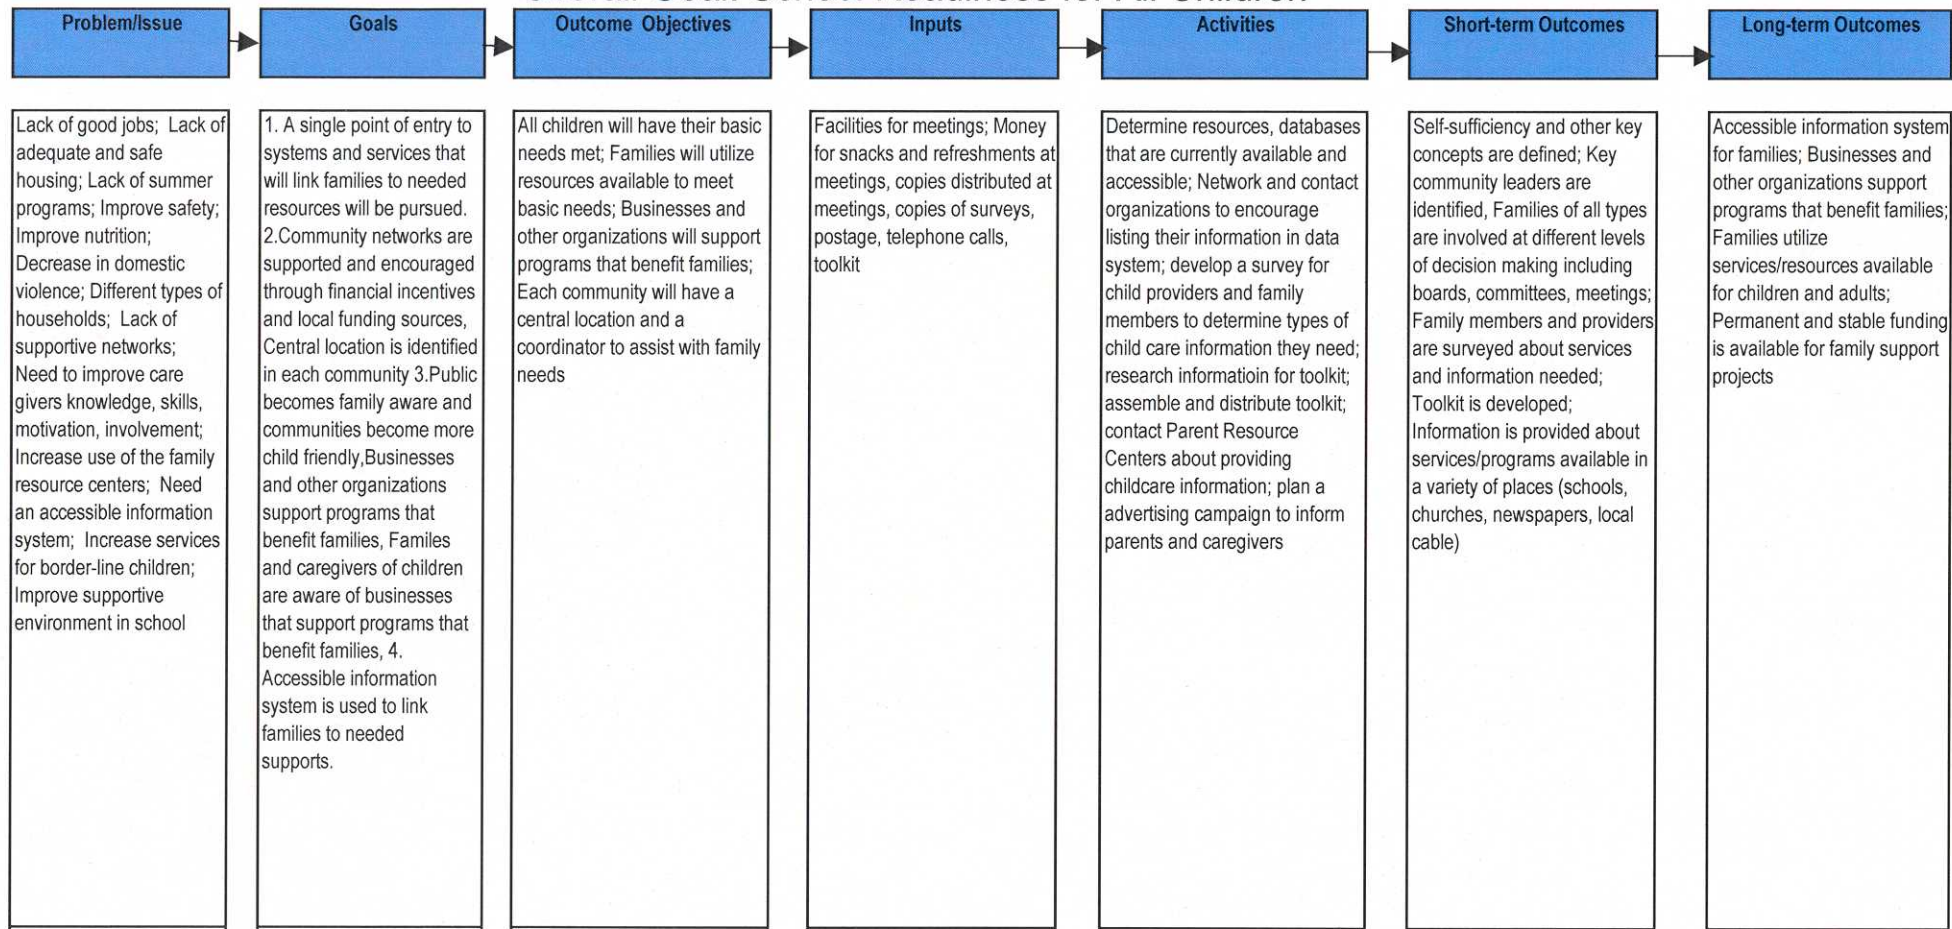 Problem/Issue
Goals
Outcome Objectives
Inputs
Activities
Short-term Outcomes
Long-term Outcomes
Lack of good jobs; Lack of
adequate and safe
housing; Lack of summer
programs; Improve safety;
Improve nutrition;
Decrease in domestic
violence; Different types of
households; Lack of
supportive networks;
Need to improve care
givers knowledge, skills,
motivation, involvement;
Increase use of the family
resource centers; Need
an accessible information
system; Increase services
for border-line children;
Improve supportive
environment in school
1. A single point of entry to
systems and services that
will link families to needed
resources will be pursued.
2.Community networks are
supported and encouraged
through financial incentives
and local funding sources,
Central location is identified
in each community 3.Public
becomes family aware and
communities become more
child friendly,Businesses
and other organizations
support programs that
benefit families, Familes
and caregivers of children
are aware of businesses
that support programs that
benefit families, 4.
Accessible information
system is used to link
families to needed
supports.
All children will have their basic
needs met; Families will utilize
resources available to meet
basic needs; Businesses and
other organizations will support
programs that benefit families;
Each community will have a
central location and a
coordinator to assist with family
needs
Facilities for meetings; Money
for snacks and refreshments at
meetings, copies distributed at
meetings, copies of surveys,
postage, telephone calls,
toolkit
Determine resources, databases
that are currently available and
accessible; Network and contact
organizations to encourage
listing their information in data
system; develop a survey for
child providers and family
members to determine types of
child care information they need;
research informatioin for toolkit;
assemble and distribute toolkit;
contact Parent Resource
Centers about providing
childcare information; plan a
advertising campaign to inform
parents and caregivers
Self-sufficiency and other key
concepts are defined; Key
community leaders are
identified, Families of all types
are involved at different levels
of decision making including
boards, committees, meetings;
Family members and providers
are surveyed about services
and information needed;
Toolkit is developed;
Information is provided about
services/programs available in
a variety of places (schools,
churches, newspapers, local
cable)
Accessible information system
for families; Businesses and
other organizations support
programs that benefit families;
Families utilize
services/resources available
for children and adults;
Permanent and stable funding
is available for family support
projects